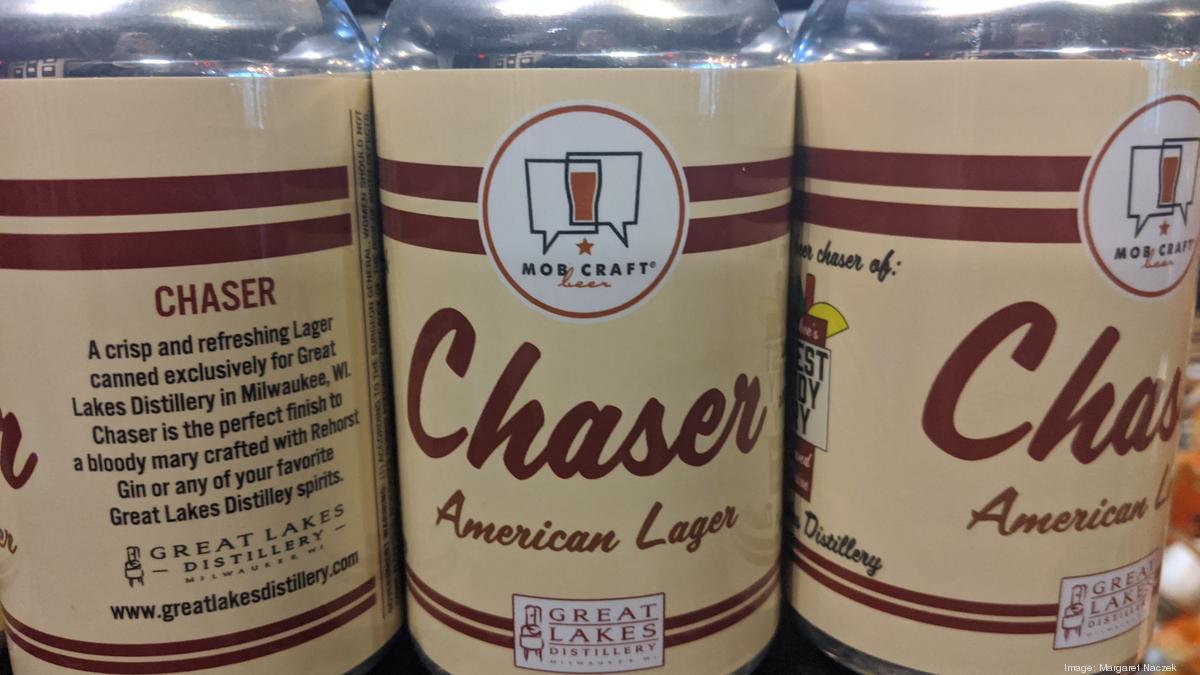 CHASER
A crisp and refreshing Lager
canned exclusively for Great
Lakes Distillery in Milwaukee, WI.
Chaser is the perfect finish to
a bloody mary crafted with Rehorst
Gin or any of your favorite
Great Lakes Distilley spirits.
GREAT LAKES
DISTILLERY
MILWAUKEE, WI
www.greatlakesdistillery.com
MOB CRAFT®
beer
Chaser
American Lager
GREAT
LAKES
DISTILLERY
MILWAUKEE WI
chaser of:
Distillery
MOB CRAFT
beer
Chas
American L
GREAT
LAKES
DISTILLERY
Image: Margaret Naczek